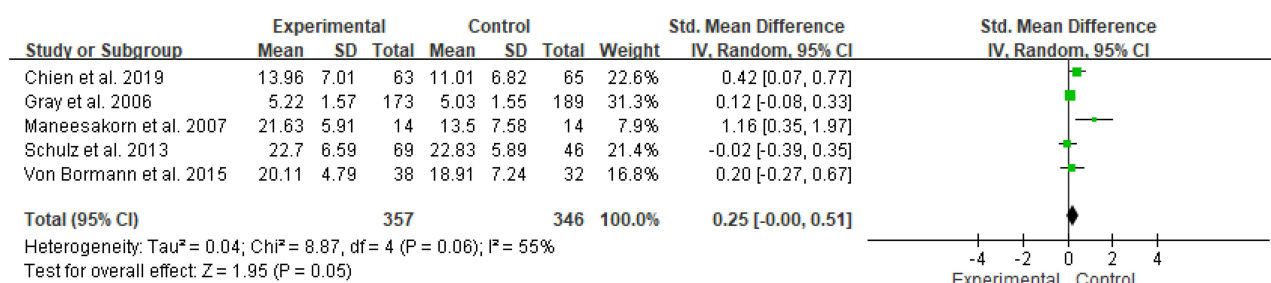 Experimental Control Std. Mean Difference Std. Mean Difference
Study or Subgroup Mean SD Total Mean SD Total Weight IV, Random, 95% CI IV, Random, 95% CI
Chien et al. 2019 13.96 7.01 63 11.01 6.82 65 22.6% 0.42 [0.07, 0.77]
Gray et al. 2006 5.22 1.57 173 5.03 1.55 189 31.3% 0.12 [-0.08, 0.33]
Maneesakorn et al. 2007 21.63 5.91 14 13.5 7.58 14 7.9% 1.16 [0.35, 1.97]
Schulz et al. 2013 22.7 6.59 69 22.83 5.89 46 21.4% -0.02 [-0.39, 0.35]
Von Bormann et al. 2015 20.11 4.79 38 18.91 7.24 32 16.8% 0.20 [-0.27, 0.67]
Total (95% CI) 357 346 100.0% 0.25 [-0.00, 0.51]
Heterogeneity: Tau² = 0.04; Chi² = 8.87, df = 4 (P = 0.06); I² = 55%
Test for overall effect: Z = 1.95 (P = 0.05)
-4 -2 0 2 4
Experimental Control